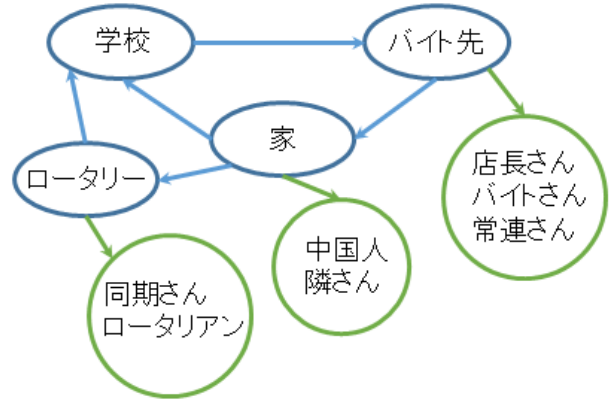 学校
バイト先
家
ロータリー
店長さん
バイトさん
常連さん
中国人
隣さん
同期さん
ロータリアン